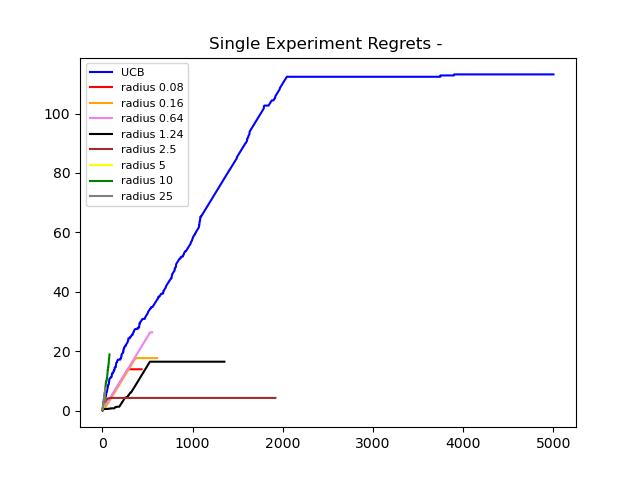 Single Experiment Regrets -
UCB
radius 0.08
radius 0.16
radius 0.64
radius 1.24
radius 2.5
radius 5
radius 10
radius 25
100
80
60
40
20
0
0 1000 2000 3000 4000 5000